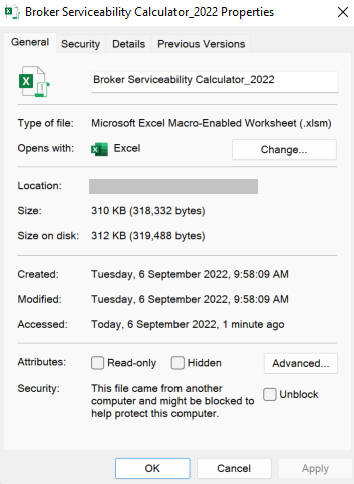 Broker Serviceability Calculator_2022 Properties
General Security Details Previous Versions
Broker Serviceability Calculator_2022
Type of file: Microsoft Excel Macro-Enabled Worksheet (.xlsm)
Opens with: Excel Change...
Location:
Size: 310 KB (318,332 bytes)
Size on disk: 312 KB (319,488 bytes)
Created: Tuesday, 6 September 2022, 9:58:09 AM
Modified: Tuesday, 6 September 2022, 9:58:09 AM
Accessed: Today, 6 September 2022, 1 minute ago
Attributes: Read-only Hidden Advanced...
Security: This file came from another
computer and might be blocked to Unblock
help protect this computer.
OK Cancel Apply